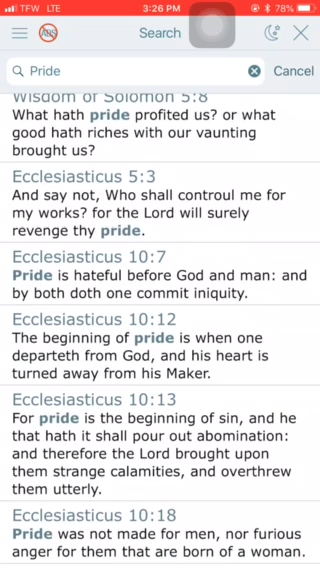 TFW LTE 3:26 PM 78%
ADS Search
Pride Cancel
Wisdom of Solomon 5:8
What hath pride profited us? or what
good hath riches with our vaunting
brought us?
Ecclesiasticus 5:3
And say not, Who shall controul me for
my works? for the Lord will surely
revenge thy pride.
Ecclesiasticus 10:7
Pride is hateful before God and man: and
by both doth one commit iniquity.
Ecclesiasticus 10:12
The beginning of pride is when one
departeth from God, and his heart is
turned away from his Maker.
Ecclesiasticus 10:13
For pride is the beginning of sin, and he
that hath it shall pour out abomination:
and therefore the Lord brought upon
them strange calamities, and overthrew
them utterly.
Ecclesiasticus 10:18
Pride was not made for men, nor furious
anger for them that are born of a woman.